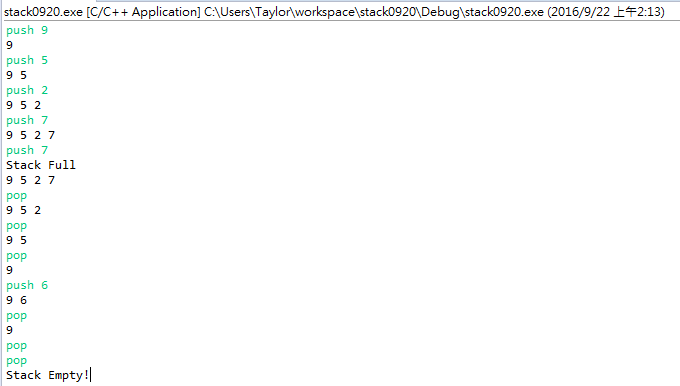 stack0920.exe [C/C++ Application] C:\Users\Taylor\workspace\stack0920\Debug\stack0920.exe (2016/9/22 上午2:13)
push 9
9
push 5
9 5
push 2
9 5 2
push 7
9 5 2 7
push 7
Stack Full
9 5 2 7
pop
9 5 2
pop
9 5
pop
9
push 6
9 6
pop
9
pop
pop
Stack Empty!